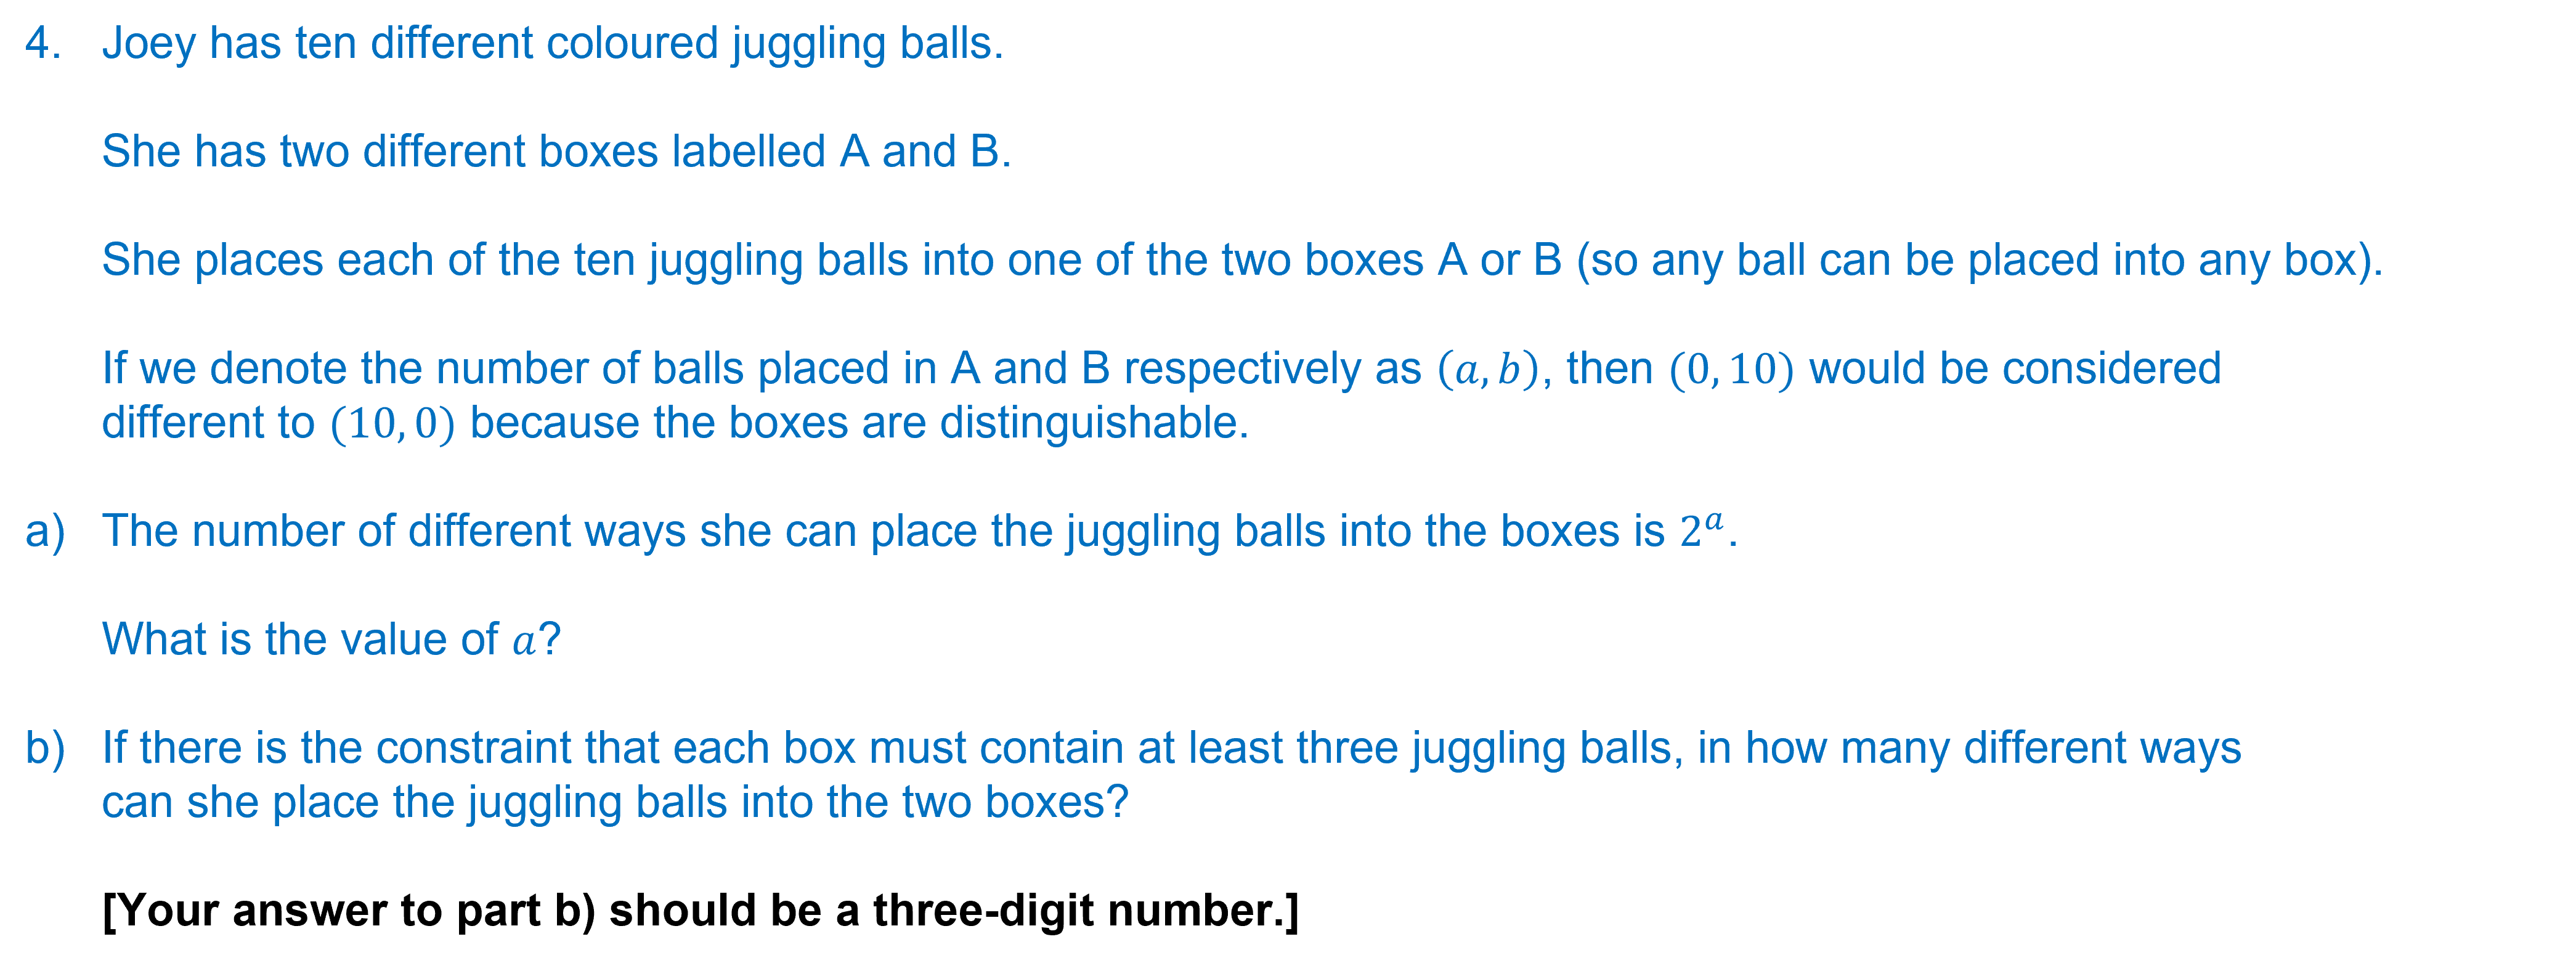 4. Joey has ten different coloured juggling balls.
She has two different boxes labelled A and B.
She places each of the ten juggling balls into one of the two boxes A or B (so any ball can be placed into any box).
If we denote the number of balls placed in A and B respectively as (a, b), then (0, 10) would be considered
different to (10, 0) because the boxes are distinguishable.
a) The number of different ways she can place the juggling balls into the boxes is 2ᵃ.
What is the value of a?
b) If there is the constraint that each box must contain at least three juggling balls, in how many different ways
can she place the juggling balls into the two boxes?
[Your answer to part b) should be a three-digit number.]